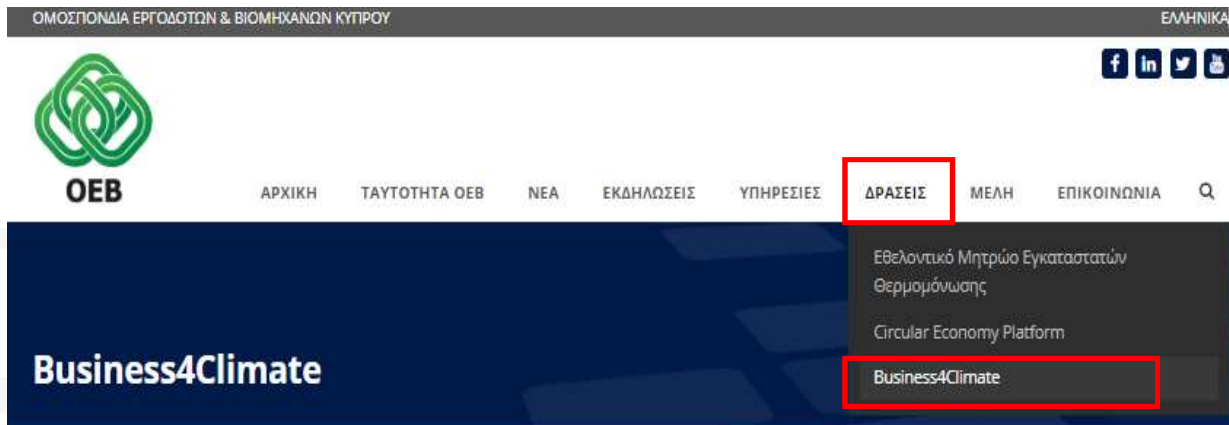 ΟΜΟΣΠΟΝΔΙΑ ΕΡΓΟΔΟΤΩΝ & ΒΙΟΜΗΧΑΝΩΝ ΚΥΠΡΟΥ
ΕΛΛΗΝΙΚΑ
ΟΕΒ
ΑΡΧΙΚΗ ΤΑΥΤΟΤΗΤΑ ΟΕΒ ΝΕΑ ΕΚΔΗΛΩΣΕΙΣ ΥΠΗΡΕΣΙΕΣ ΔΡΑΣΕΙΣ ΜΕΛΗ ΕΠΙΚΟΙΝΩΝΙΑ
Εθελοντικό Μητρώο Εγκαταστατών
Θερμομόνωσης
Circular Economy Platform
Business4Climate
Business4Climate